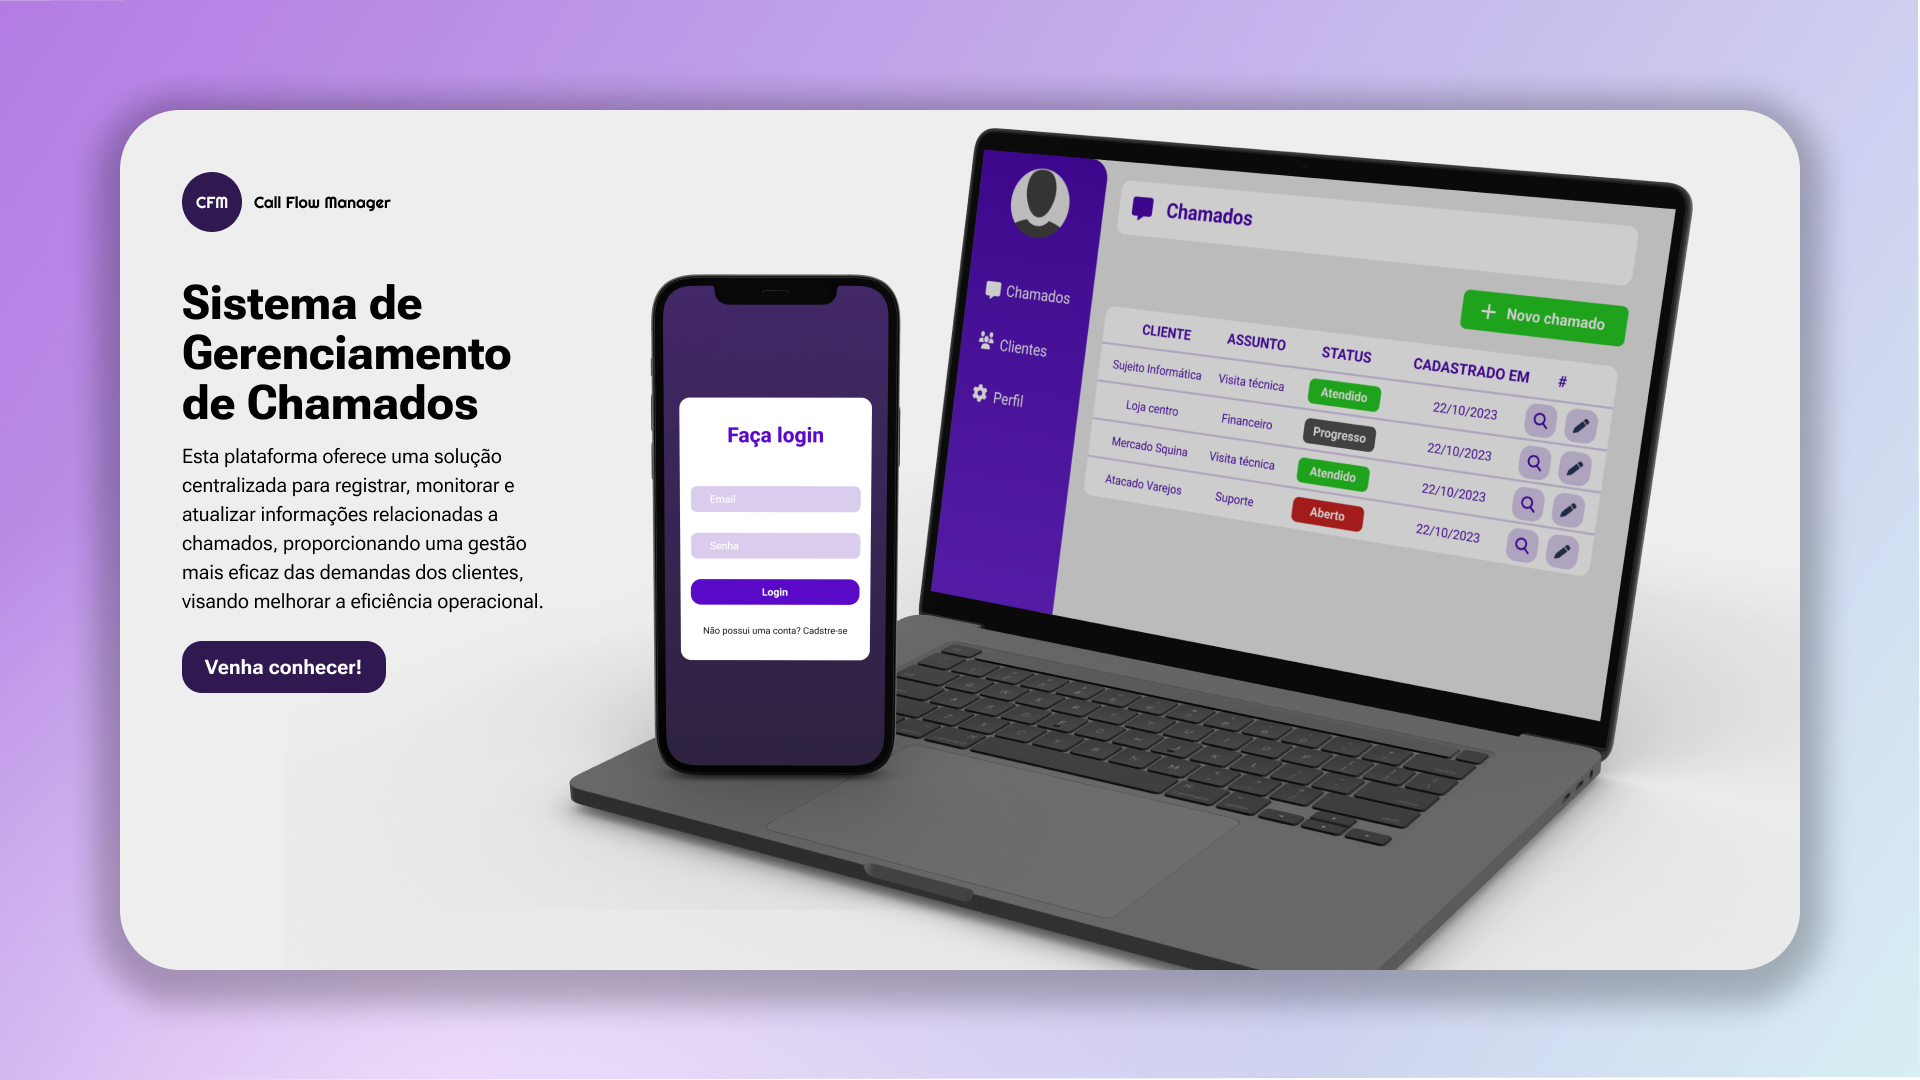 CFM
Call Flow Manager
Sistema de
Gerenciamento
de Chamados
Esta plataforma oferece uma solução
centralizada para registrar, monitorar e
atualizar informações relacionadas a
chamados, proporcionando uma gestão
mais eficaz das demandas dos clientes,
visando melhorar a eficiência operacional.
Venha conhecer!
Faça login
Email
Senha
Login
Não possui uma conta? Cadstre-se
Chamados
Clientes
Perfil
Chamados
Novo chamado
CLIENTE ASSUNTO STATUS CADASTRADO EM #
Sujeito Informática Visita técnica Atendido 22/10/2023
Loja centro Financeiro Progresso 22/10/2023
Mercado Squina Visita técnica Atendido 22/10/2023
Atacado Varejos Suporte Aberto 22/10/2023